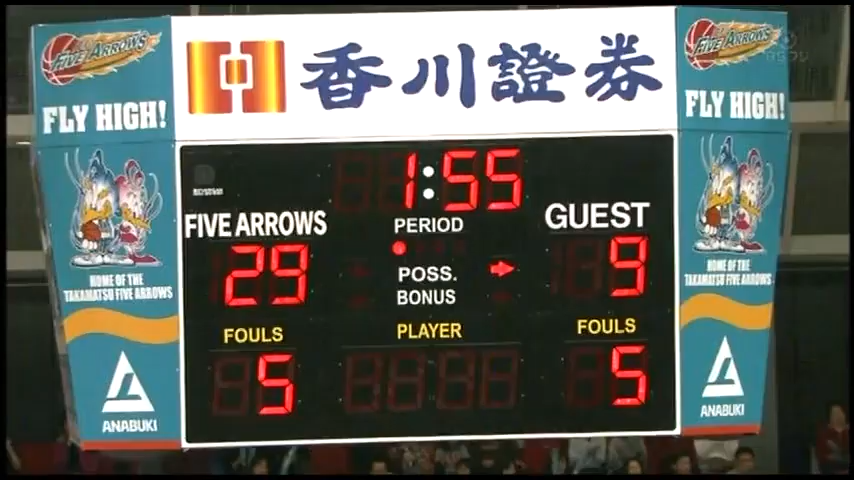 FIVE ARROWS
FLY HIGH!
香川證券
FIVE ARROWS
FLY HIGH!
1:55
FIVE ARROWS
PERIOD
GUEST
29
POSS.
9
BONUS
FOULS
PLAYER
FOULS
5
5
HOME OF THE
TAKAMATSU FIVE ARROWS
ANABUKI
HOME OF THE
TAKAMATSU FIVE ARROWS
ANABUKI